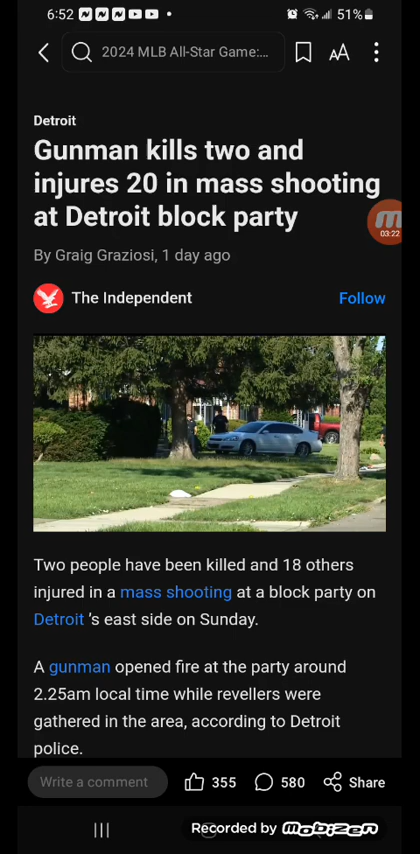 6:52
51%
2024 MLB All-Star Game:...
AA
Detroit
Gunman kills two and
injures 20 in mass shooting
at Detroit block party
03:22
By Graig Graziosi, 1 day ago
The Independent
Follow
Two people have been killed and 18 others
injured in a mass shooting at a block party on
Detroit ’s east side on Sunday.
A gunman opened fire at the party around
2.25am local time while revellers were
gathered in the area, according to Detroit
police.
Write a comment
355
580
Share
Recorded by Mobizen